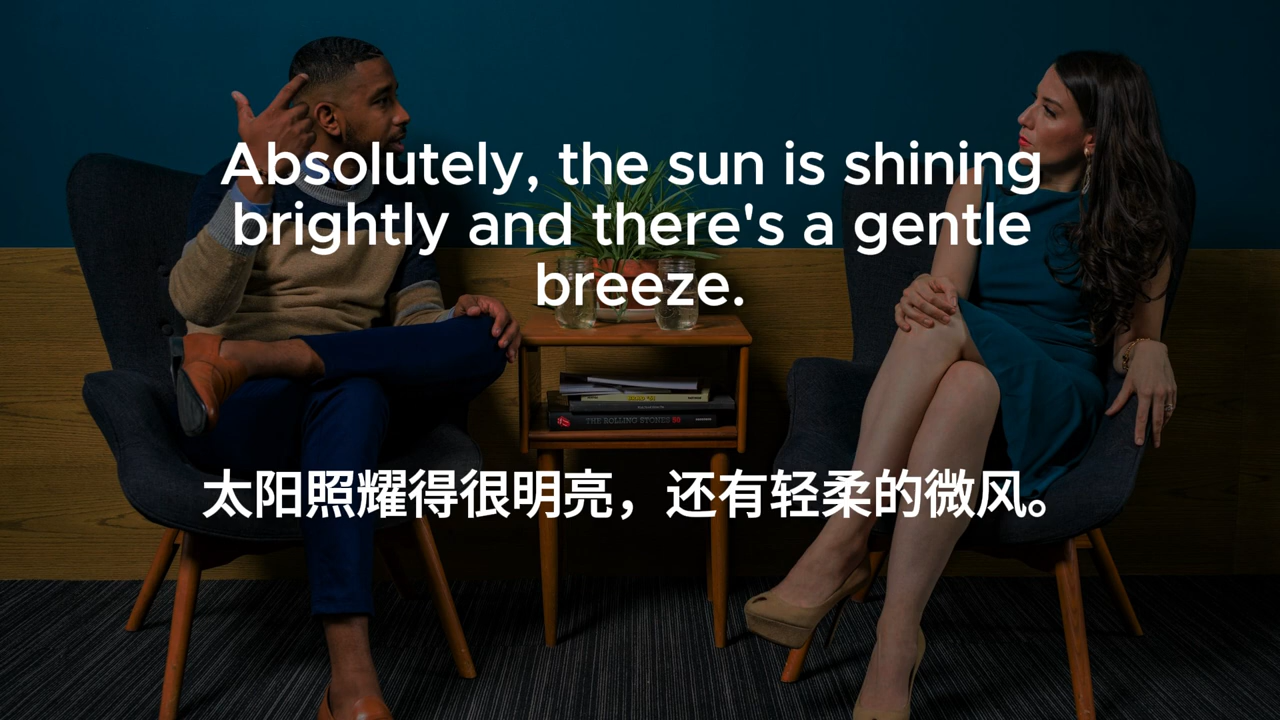 Absolutely, the sun is shining
brightly and there's a gentle
breeze.
THE ROLLING STONES
太阳照耀得很明亮，还有轻柔的微风。